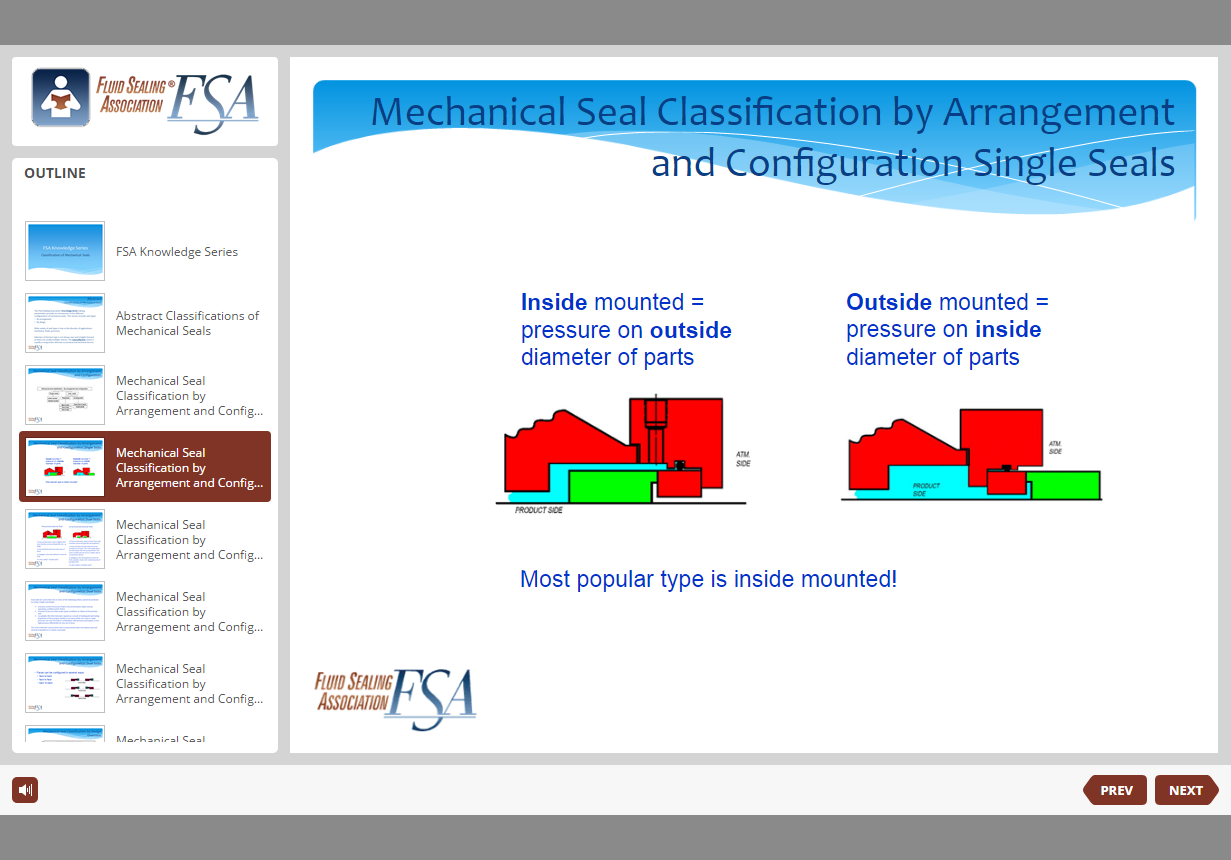 FLUID SEALING®
ASSOCIATION
FSA
OUTLINE
FSA Knowledge Series
Abstract Classifications of
Mechanical Seals
Mechanical Seal
Classification by
Arrangement and Config...
Mechanical Seal
Classification by
Arrangement and Config...
Mechanical Seal
Classification by
Arrangement and Config...
Mechanical Seal
Classification by
Arrangement and Config...
Mechanical Seal
Classification by
Arrangement and Config...
Mechanical Seal
Mechanical Seal Classification by Arrangement
and Configuration Single Seals
Inside mounted =
pressure on outside
diameter of parts
ATM.
SIDE
PRODUCT SIDE
Outside mounted =
pressure on inside
diameter of parts
ATM.
SIDE
PRODUCT
SIDE
Most popular type is inside mounted!
FLUID SEALING
ASSOCIATION
FSA
PREV
NEXT